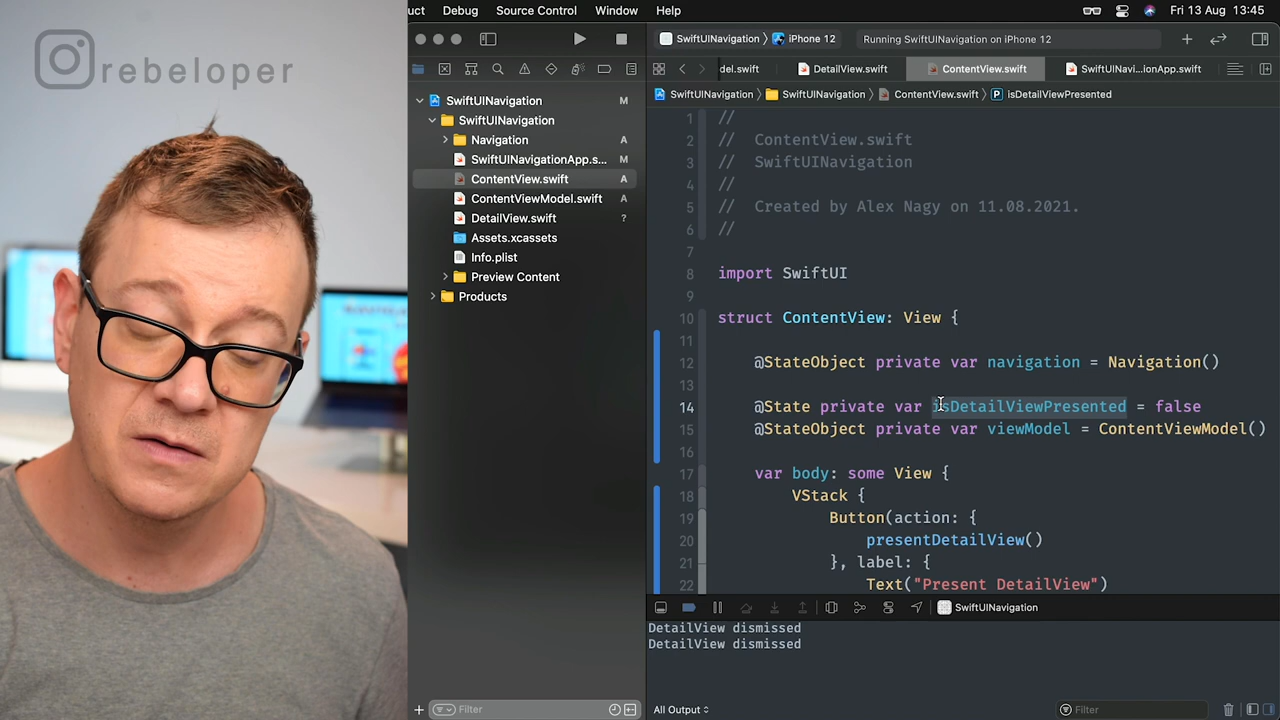 rebeloper
uct Debug Source Control Window Help Fri 13 Aug 13:45
SwiftUINavigation iPhone 12 Running SwiftUINavigation on iPhone 12
del.swift DetailView.swift ContentView.swift SwiftUINavi...ionApp.swift
SwiftUINavigation SwiftUINavigation ContentView.swift P isDetailViewPresented
SwiftUINavigation M
SwiftUINavigation
Navigation A
SwiftUINavigationApp.s... M
ContentView.swift A
ContentViewModel.swift A
DetailView.swift ?
Assets.xcassets
Info.plist
Preview Content
Products
1 //
2 // ContentView.swift
3 // SwiftUINavigation
4 //
5 // Created by Alex Nagy on 11.08.2021.
6 //
7
8 import SwiftUI
9
10 struct ContentView: View {
11
12 @StateObject private var navigation = Navigation()
13
14 @State private var isDetailViewPresented = false
15 @StateObject private var viewModel = ContentViewModel()
16
17 var body: some View {
18 VStack {
19 Button(action: {
20 presentDetailView()
21 }, label: {
22 Text("Present DetailView")
SwiftUINavigation
DetailView dismissed
DetailView dismissed
Filter
All Output
Filter